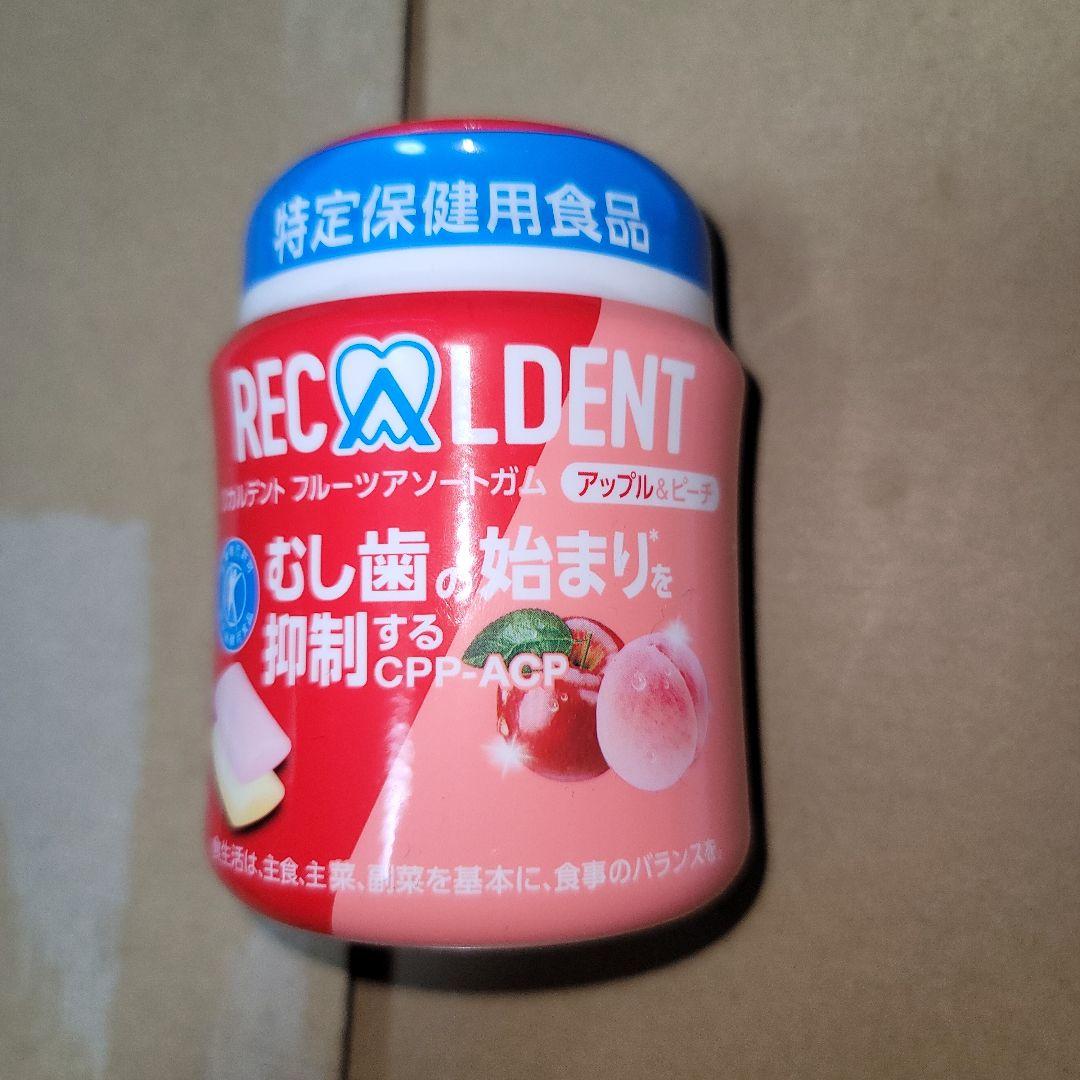 特定保健用食品
RECALDENT
リカルデント フルーツアソートガム アップル&ピーチ
むし歯の始まり*を
抑制する
CPP-ACP
食生活は、主食、主菜、副菜を基本に、食事のバランスを。